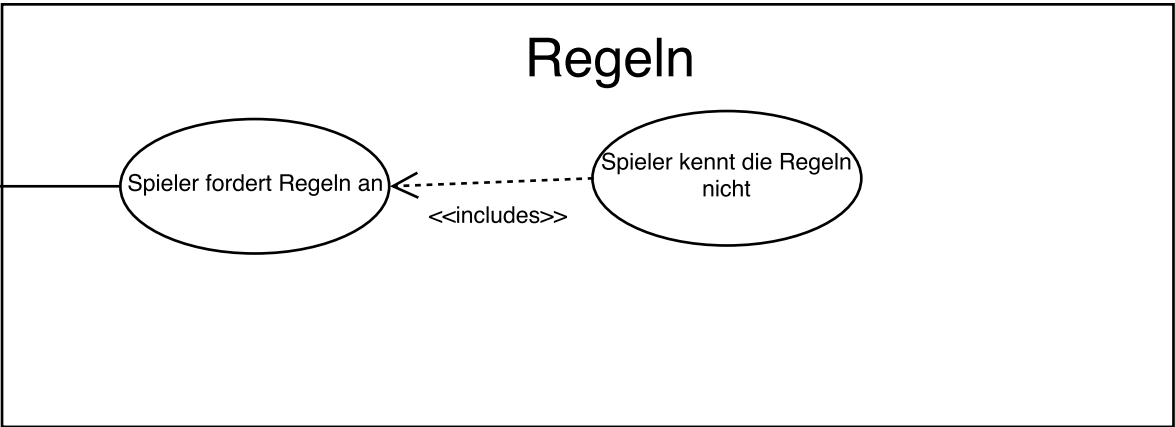 Regeln
Spieler fordert Regeln an
<<includes>>
Spieler kennt die Regeln
nicht